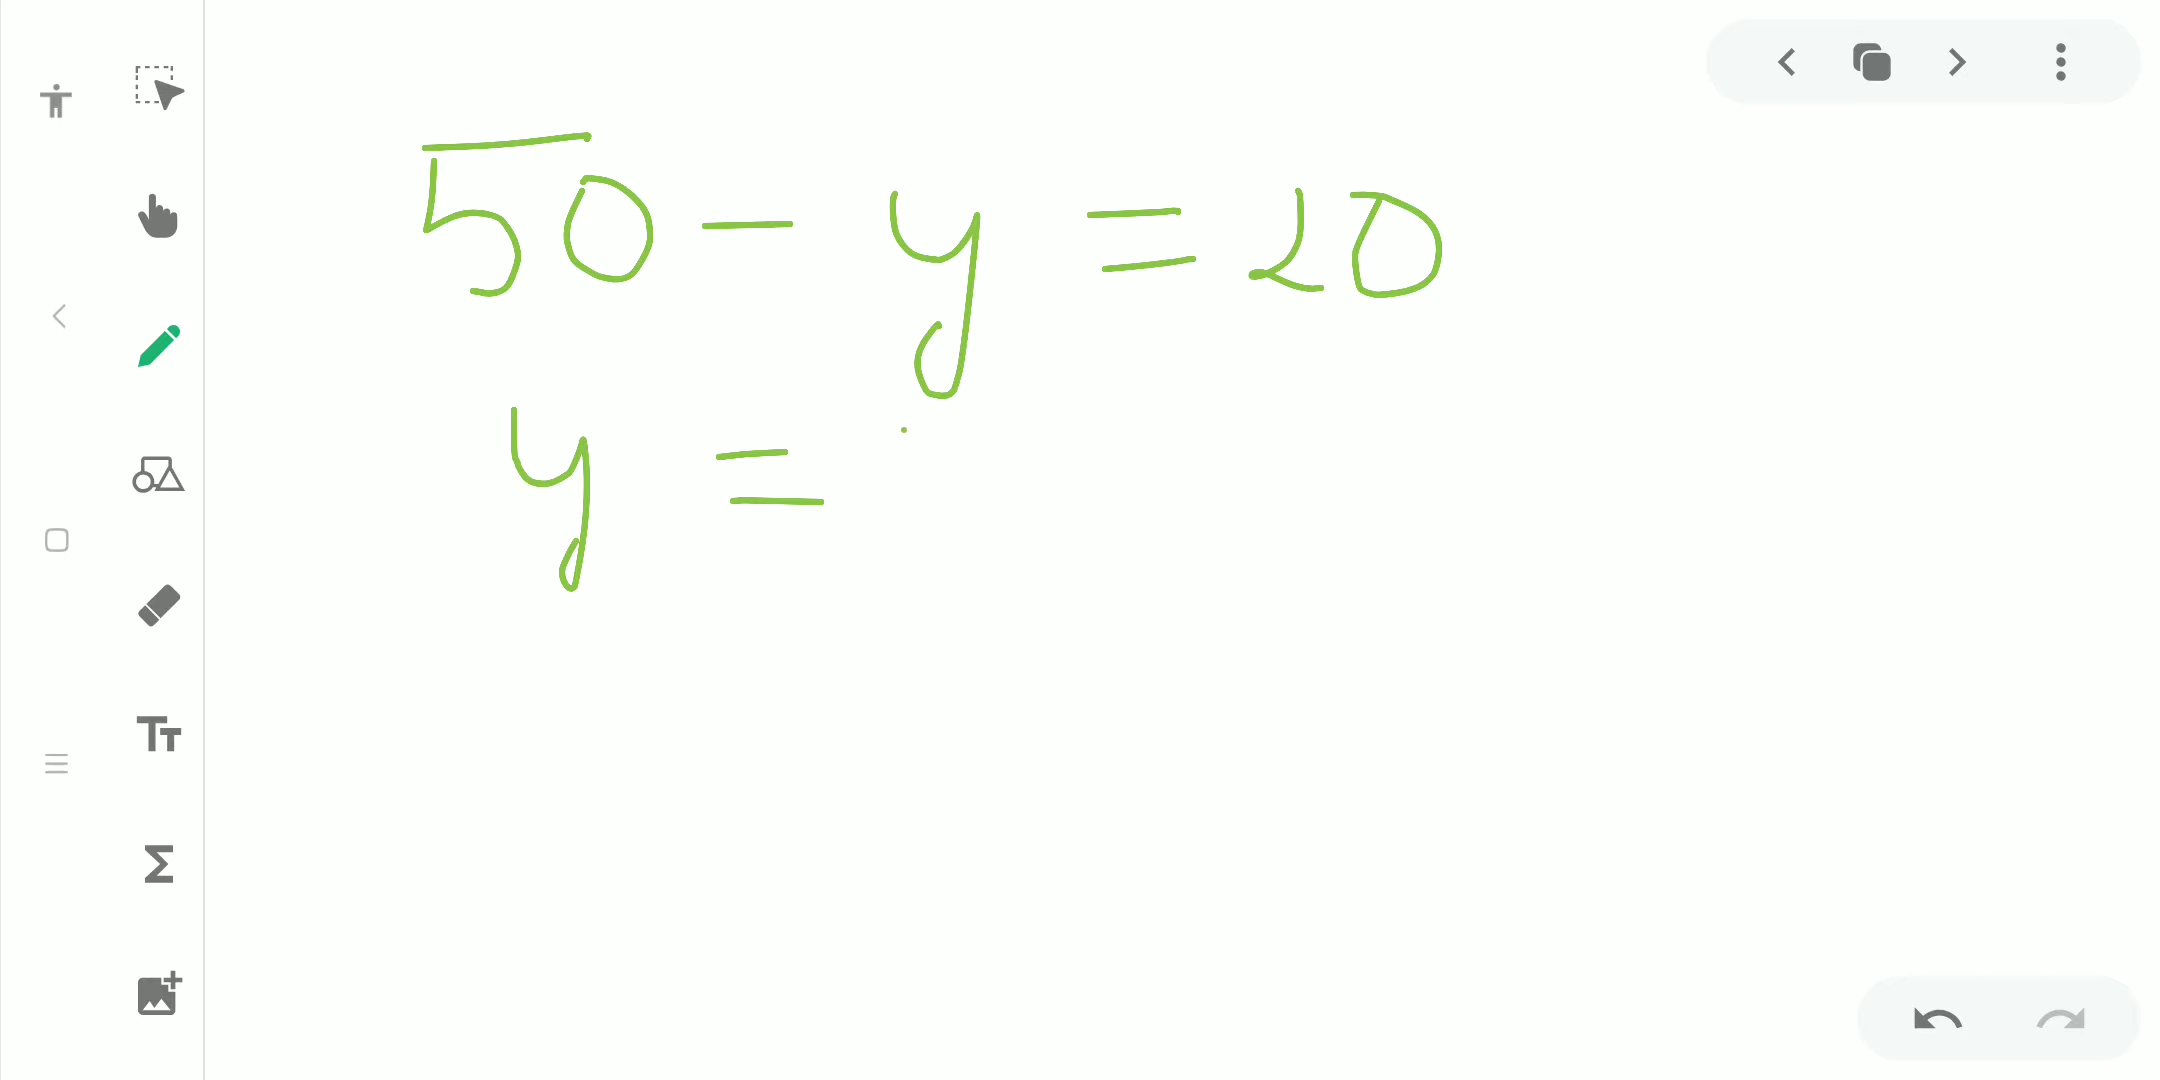 50 - y = 20
y =